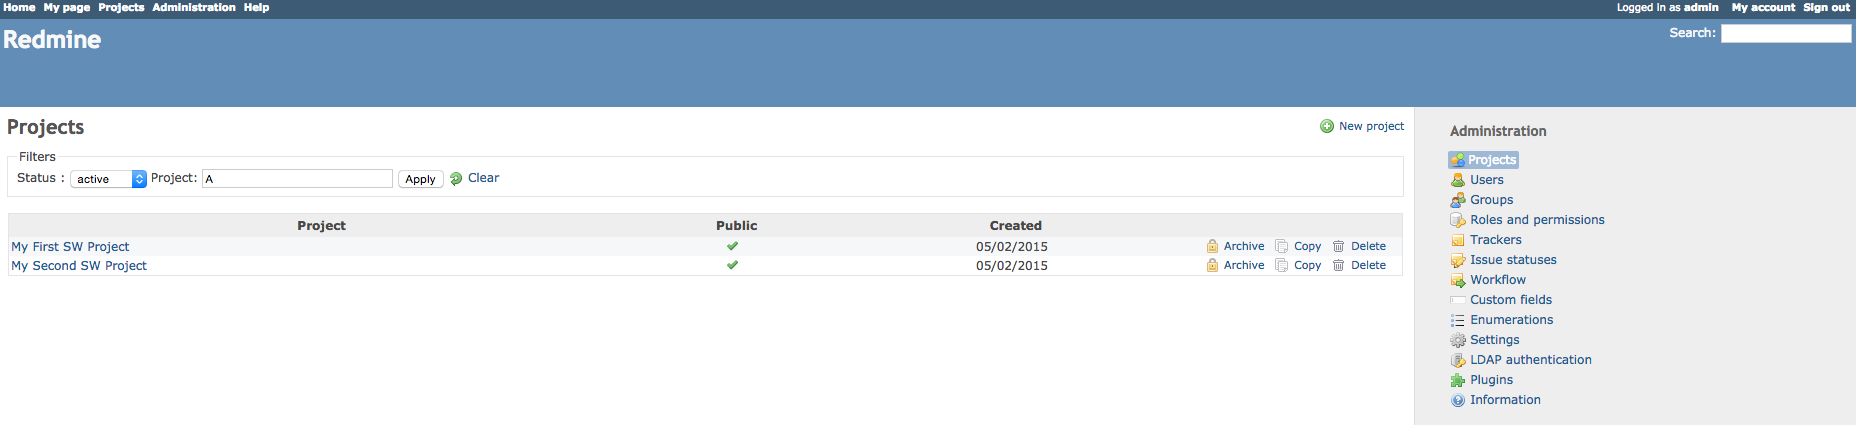 Home My page Projects Administration Help Logged in as admin My account Sign out
Redmine Search:
Projects New project
Filters
Status : active Project: A Apply Clear
Project Public Created
My First SW Project 05/02/2015 Archive Copy Delete
My Second SW Project 05/02/2015 Archive Copy Delete
Administration
Projects
Users
Groups
Roles and permissions
Trackers
Issue statuses
Workflow
Custom fields
Enumerations
Settings
LDAP authentication
Plugins
Information